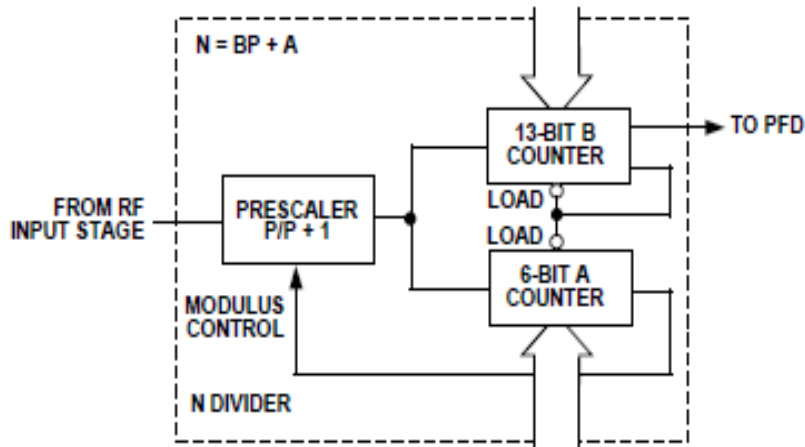 N = BP + A
13-BIT B
COUNTER
TO PFD
LOAD
LOAD
FROM RF
INPUT STAGE
PRESCALER
P/P + 1
6-BIT A
COUNTER
MODULUS
CONTROL
N DIVIDER